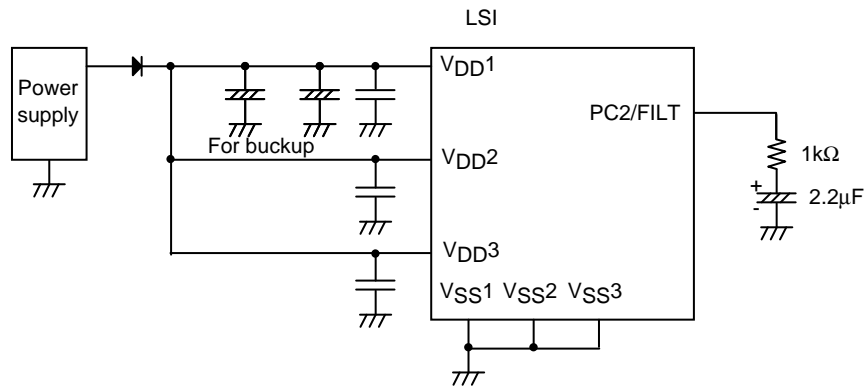 LSI
Power
supply
VDD1
For buckup
VDD2
VDD3
VSS1 VSS2 VSS3
PC2/FILT
1kΩ
+
-
2.2μF